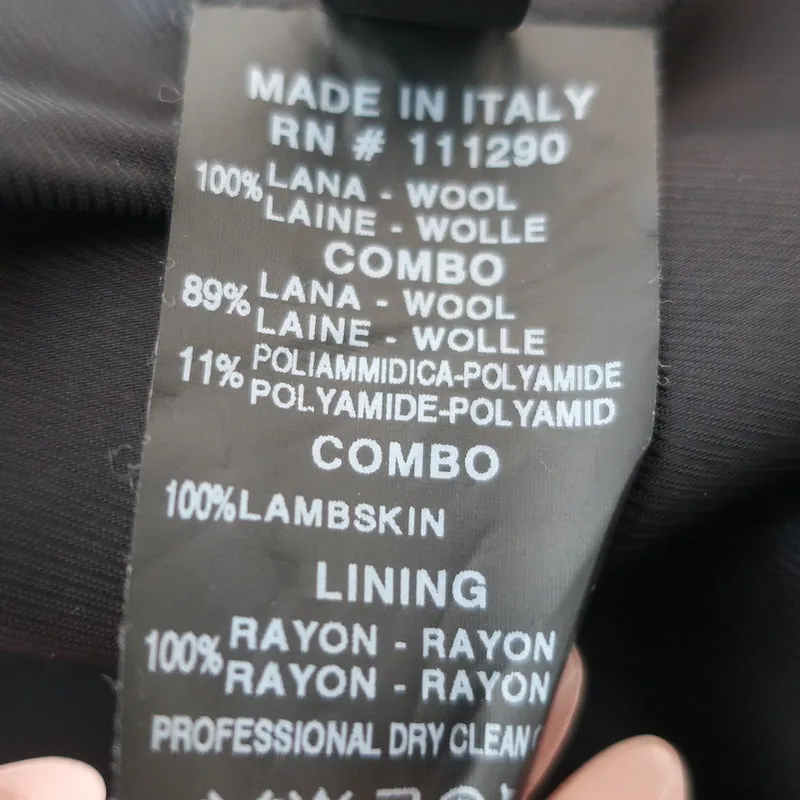 MADE IN ITALY
RN # 111290
100% LANA - WOOL
LAINE - WOLLE
COMBO
89% LANA - WOOL
LAINE - WOLLE
11% POLIAMMIDICA-POLYAMIDE
POLYAMIDE-POLYAMID
COMBO
100% LAMBSKIN
LINING
100% RAYON - RAYON
RAYON - RAYON
PROFESSIONAL DRY CLEAN